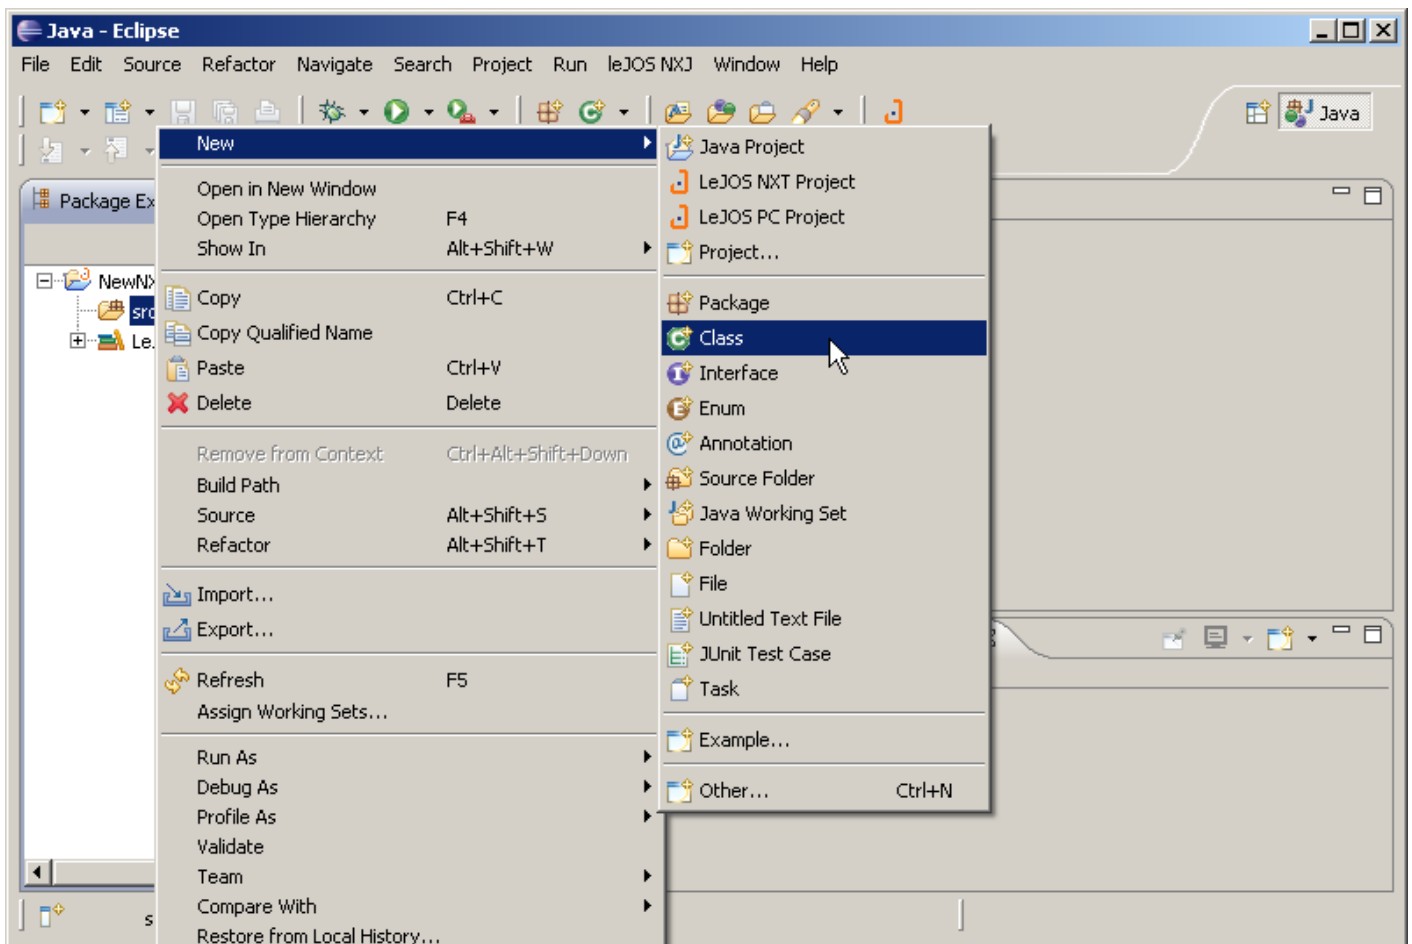 Java - Eclipse
File Edit Source Refactor Navigate Search Project Run leJOS NXJ Window Help
Java
Package Ex
NewNX
src
Le
New
Open in New Window
Open Type Hierarchy F4
Show In Alt+Shift+W
Copy Ctrl+C
Copy Qualified Name
Paste Ctrl+V
Delete Delete
Remove from Context Ctrl+Alt+Shift+Down
Build Path
Source Alt+Shift+S
Refactor Alt+Shift+T
Import...
Export...
Refresh F5
Assign Working Sets...
Run As
Debug As
Profile As
Validate
Team
Compare With
Restore from Local History...
Java Project
LeJOS NXT Project
LeJOS PC Project
Project...
Package
Class
Interface
Enum
Annotation
Source Folder
Java Working Set
Folder
File
Untitled Text File
JUnit Test Case
Task
Example...
Other... Ctrl+N
s